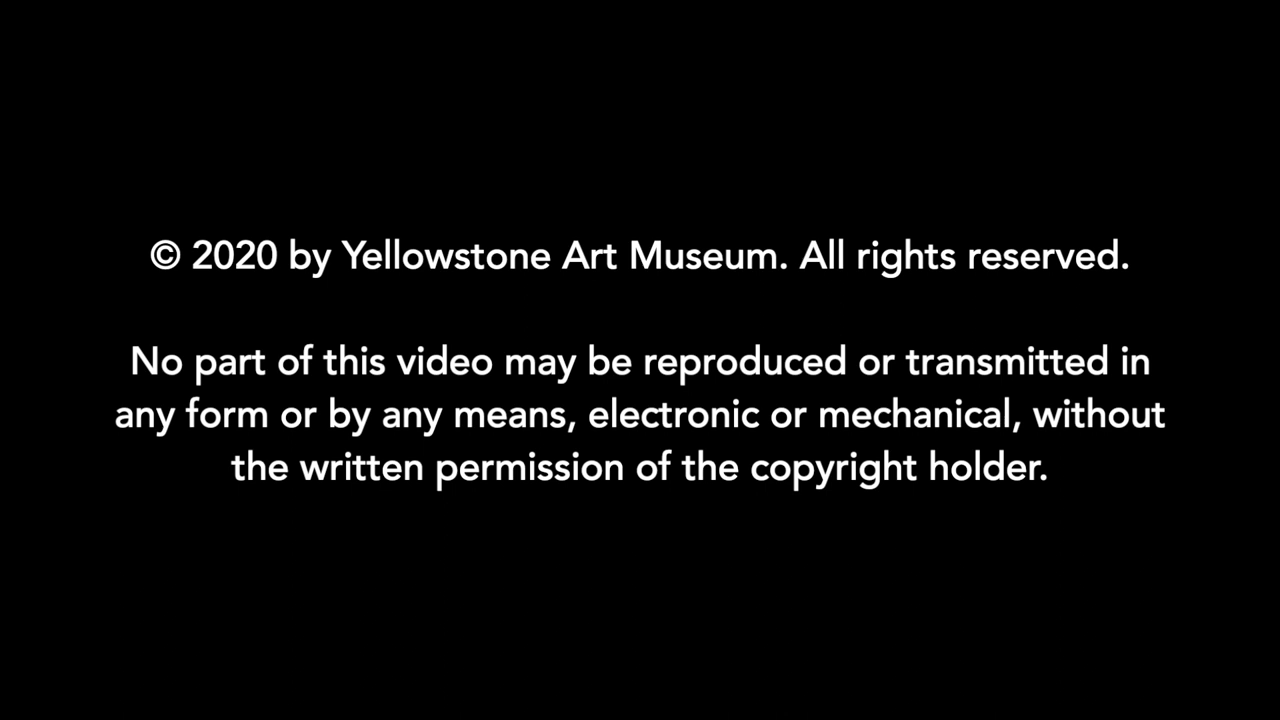 © 2020 by Yellowstone Art Museum. All rights reserved.
No part of this video may be reproduced or transmitted in
any form or by any means, electronic or mechanical, without
the written permission of the copyright holder.